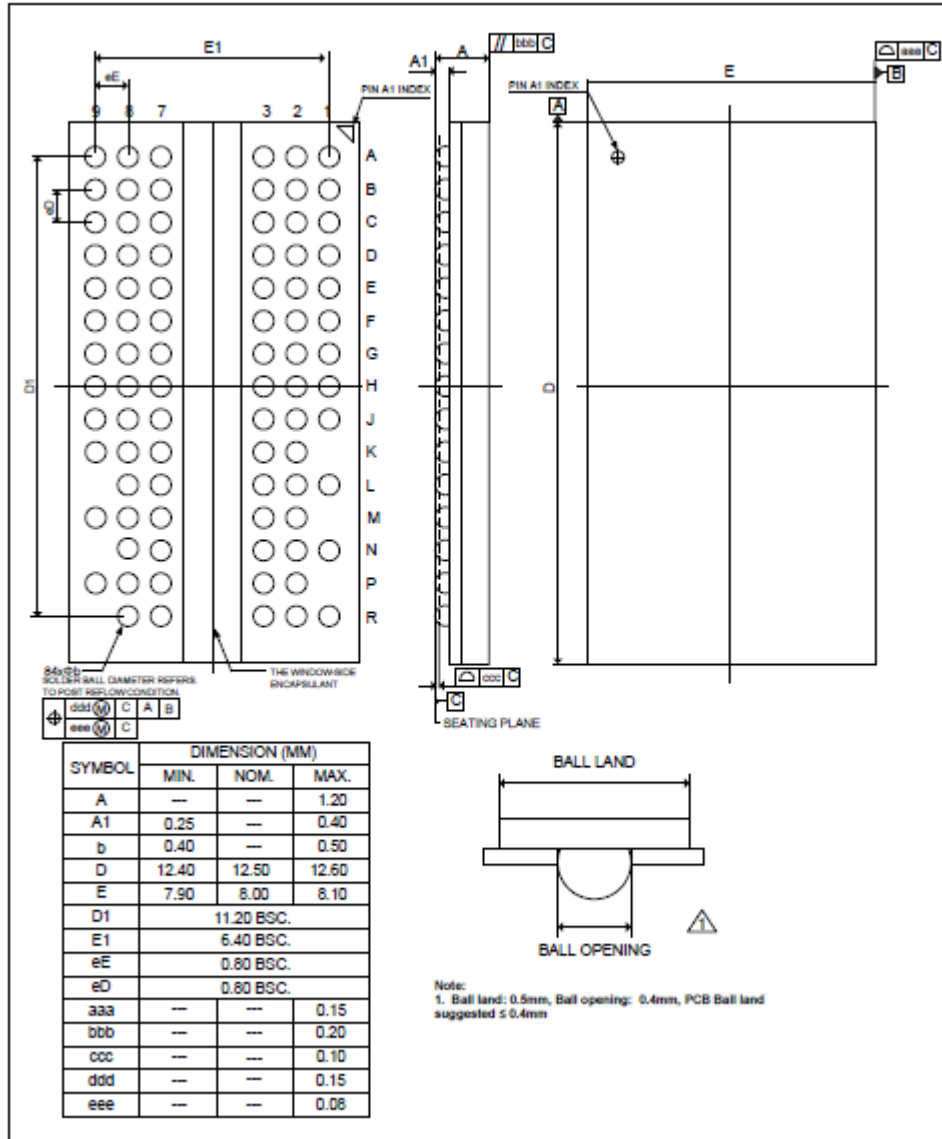 E1
eE
9 8 7 3 2 1
PIN A1 INDEX
A
B
C
D
E
F
G
H
J
K
L
M
N
P
R
eD
D1
84xΦb
SOLDER BALL DIAMETER REFERS
TO POST REFLOW CONDITION.
THE WINDOW-SIDE
ENCAPSULANT
ddd Ⓜ C A B
eee Ⓜ C
A1
A
// bbb C
ccc C
C
SEATING PLANE
PIN A1 INDEX
E
aaa C
B
A
D
SYMBOL DIMENSION (MM)
MIN. NOM. MAX.
A --- --- 1.20
A1 0.25 --- 0.40
b 0.40 --- 0.50
D 12.40 12.50 12.60
E 7.90 8.00 8.10
D1 11.20 BSC.
E1 6.40 BSC.
eE 0.80 BSC.
eD 0.80 BSC.
aaa --- --- 0.15
bbb --- --- 0.20
ccc --- --- 0.10
ddd --- --- 0.15
eee --- --- 0.08
BALL LAND
1
BALL OPENING
Note:
1. Ball land: 0.5mm, Ball opening: 0.4mm, PCB Ball land
suggested ≤ 0.4mm